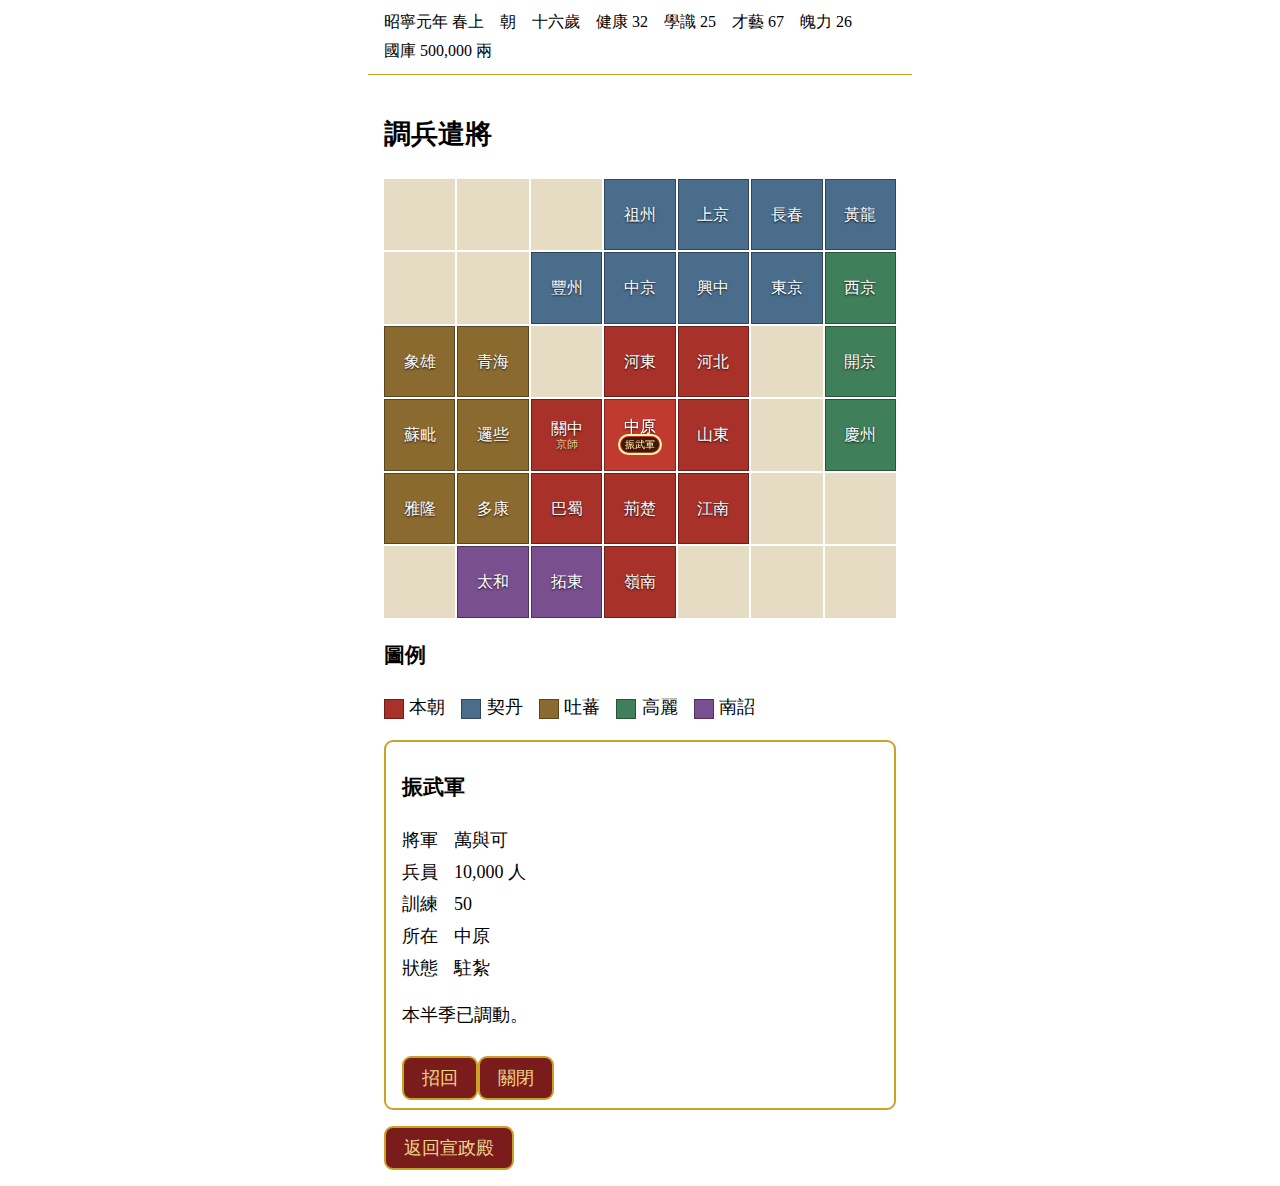 昭寧元年 春上　朝　十六歲　健康 32　學識 25　才藝 67　魄力 26
國庫 500,000 兩
調兵遣將
祖州 上京 長春 黃龍
豐州 中京 興中 東京 西京
象雄 青海 河東 河北 開京
蘇毗 邏些 關中 中原 山東 慶州
京師 振武軍
雅隆 多康 巴蜀 荊楚 江南
太和 拓東 嶺南
圖例
本朝 契丹 吐蕃 高麗 南詔
振武軍
將軍 萬與可
兵員 10,000 人
訓練 50
所在 中原
狀態 駐紮
本半季已調動。
招回 關閉
返回宣政殿